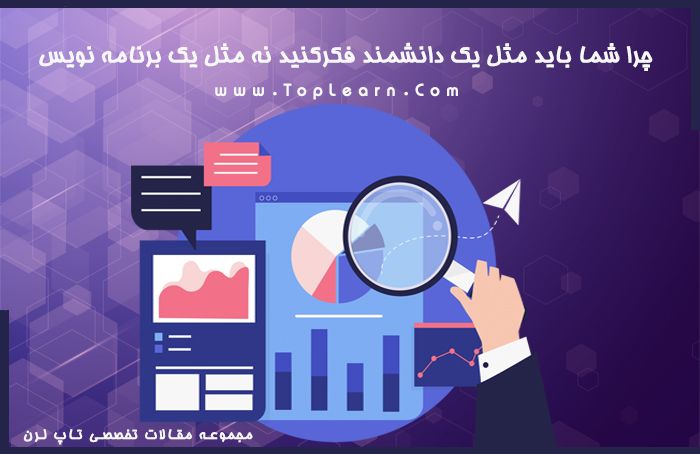 چرا شما باید مثل یک دانشمند فکرکنید نه مثل یک برنامه نویس
www.TopLearn.Com
مجموعه مقالات تخصصی تاپ لرن